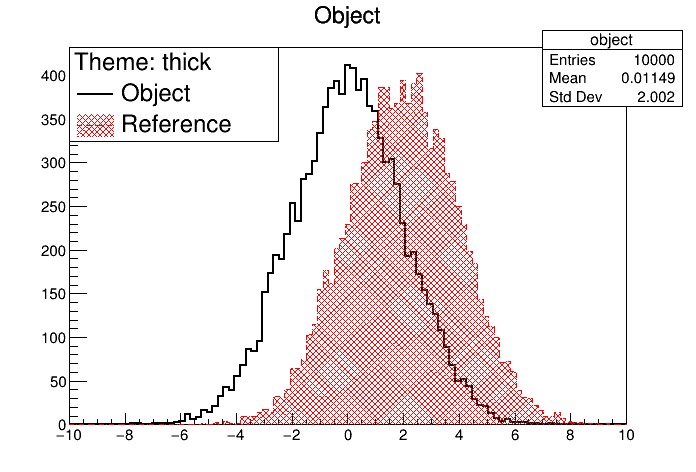 Object
object
Entries 10000
Mean 0.01149
Std Dev 2.002
Theme: thick
Object
Reference
400
350
300
250
200
150
100
50
0
−10 −8 −6 −4 −2 0 2 4 6 8 10